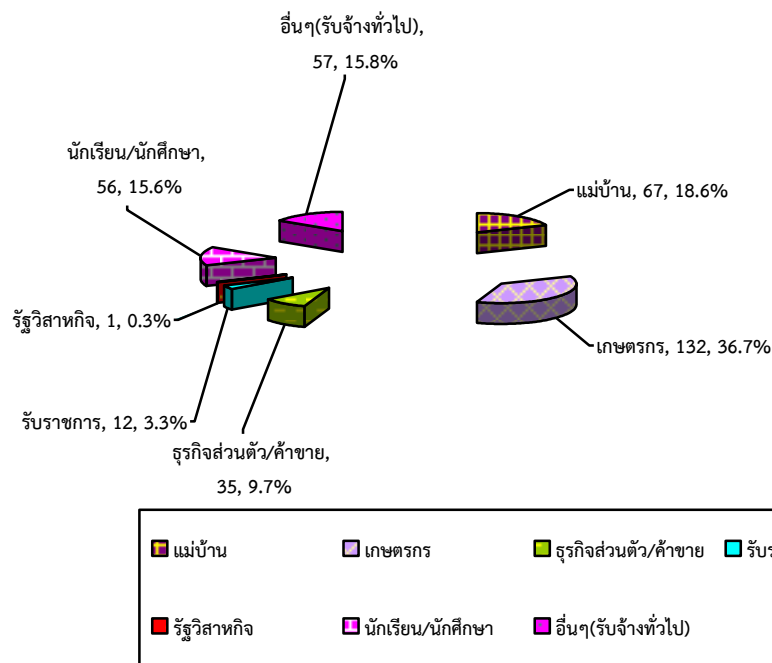 อื่นๆ(รับจ้างทั่วไป),
57, 15.8%
นักเรียน/นักศึกษา,
56, 15.6%
แม่บ้าน, 67, 18.6%
รัฐวิสาหกิจ, 1, 0.3%
เกษตรกร, 132, 36.7%
รับราชการ, 12, 3.3%
ธุรกิจส่วนตัว/ค้าขาย,
35, 9.7%
แม่บ้าน เกษตรกร ธุรกิจส่วนตัว/ค้าขาย
รัฐวิสาหกิจ นักเรียน/นักศึกษา อื่นๆ(รับจ้างทั่วไป)